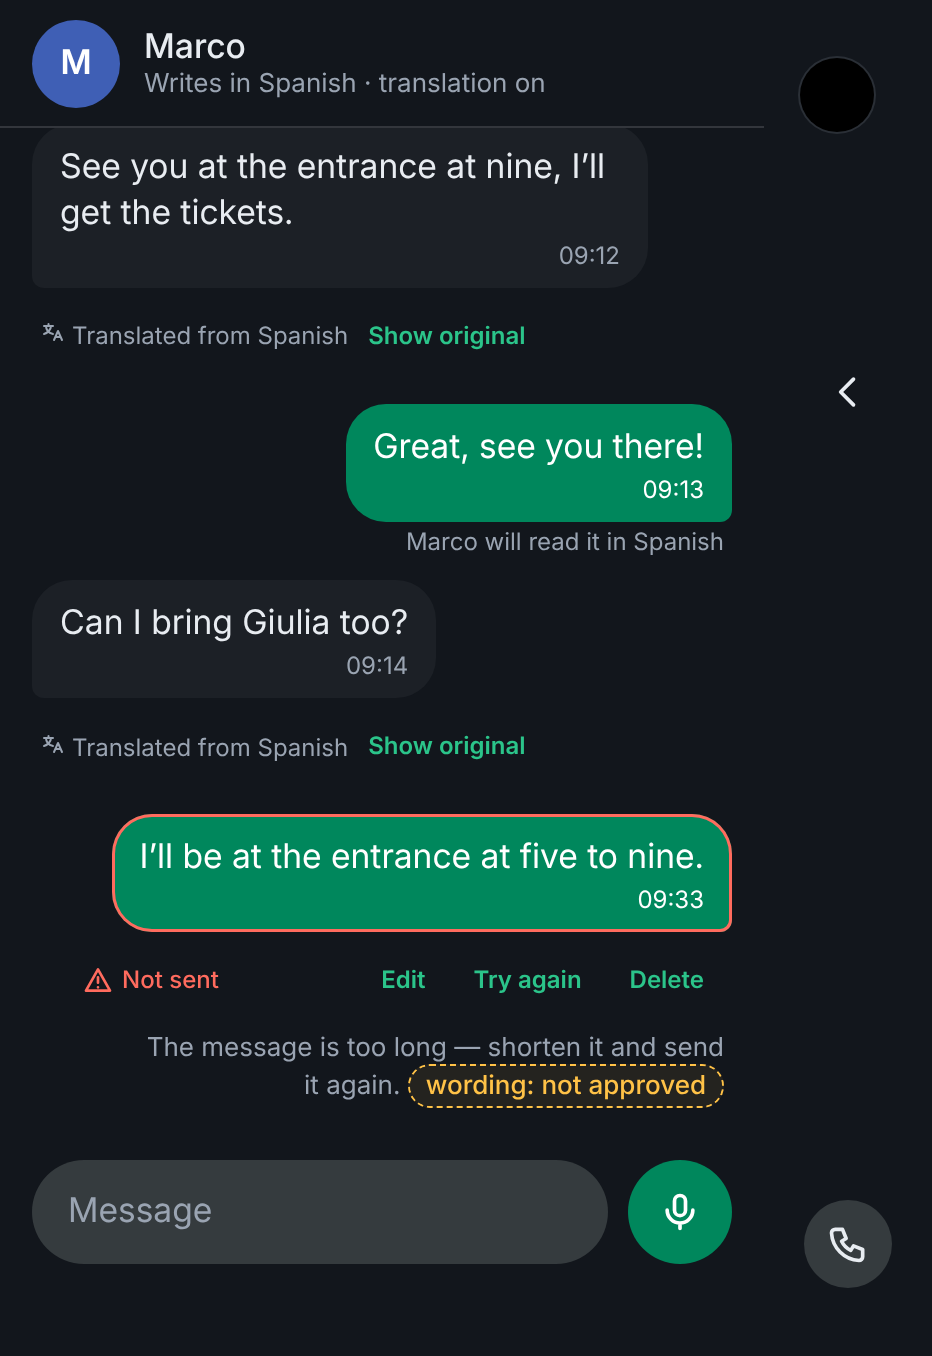 M
Marco
Writes in Spanish · translation on
See you at the entrance at nine, I’ll
get the tickets.
09:12
Translated from Spanish Show original
Great, see you there!
09:13
Marco will read it in Spanish
Can I bring Giulia too?
09:14
Translated from Spanish Show original
I’ll be at the entrance at five to nine.
09:33
Not sent Edit Try again Delete
The message is too long — shorten it and send
it again. wording: not approved
Message